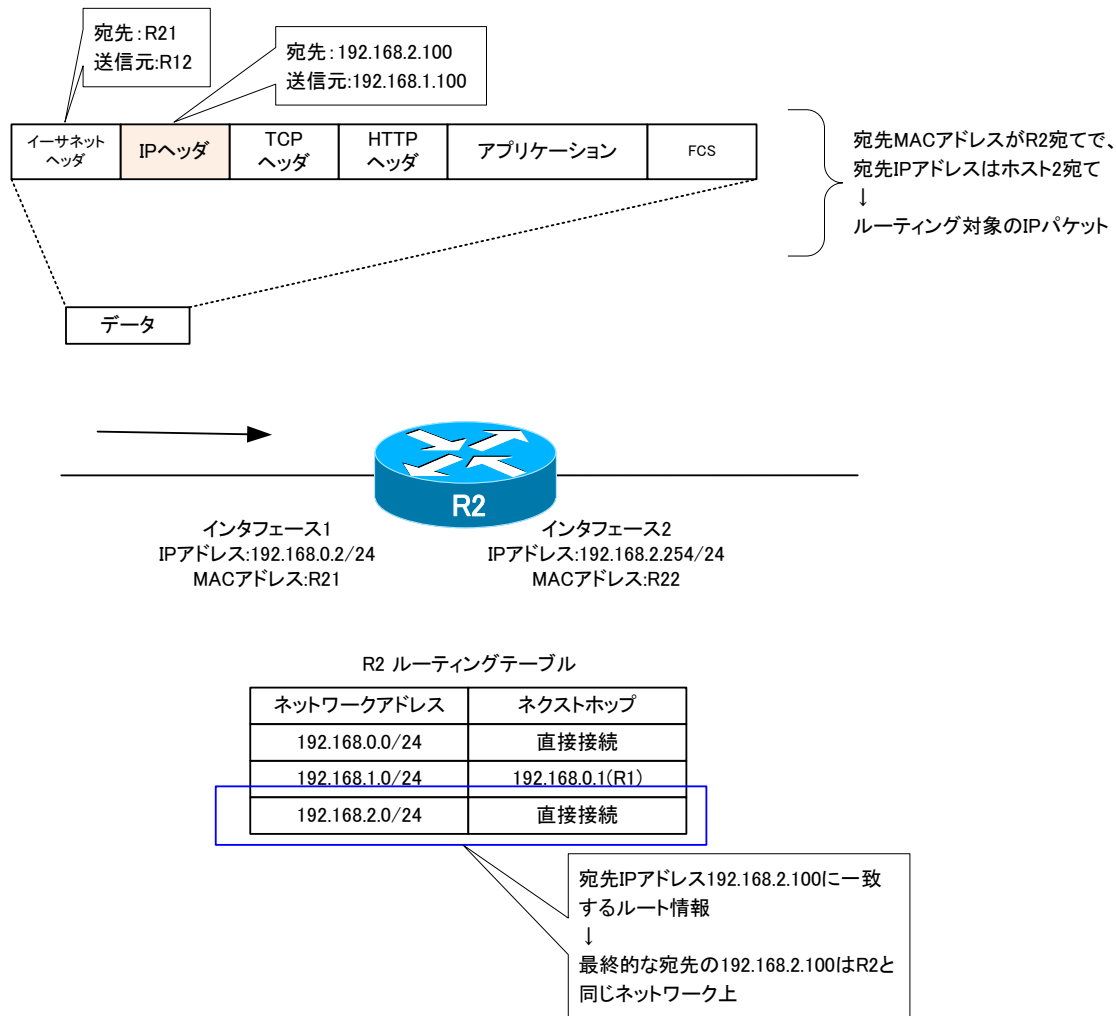 宛先:R21
送信元:R12
宛先:192.168.2.100
送信元:192.168.1.100
イーサネット
ヘッダ
IPヘッダ
TCP
ヘッダ
HTTP
ヘッダ
アプリケーション
FCS
宛先MACアドレスがR2宛てで、
宛先IPアドレスはホスト2宛て
↓
ルーティング対象のIPパケット
データ
R2
インタフェース1
IPアドレス:192.168.0.2/24
MACアドレス:R21
インタフェース2
IPアドレス:192.168.2.254/24
MACアドレス:R22
R2 ルーティングテーブル
ネットワークアドレス ネクストホップ
192.168.0.0/24 直接接続
192.168.1.0/24 192.168.0.1(R1)
192.168.2.0/24 直接接続
宛先IPアドレス192.168.2.100に一致
するルート情報
↓
最終的な宛先の192.168.2.100はR2と
同じネットワーク上